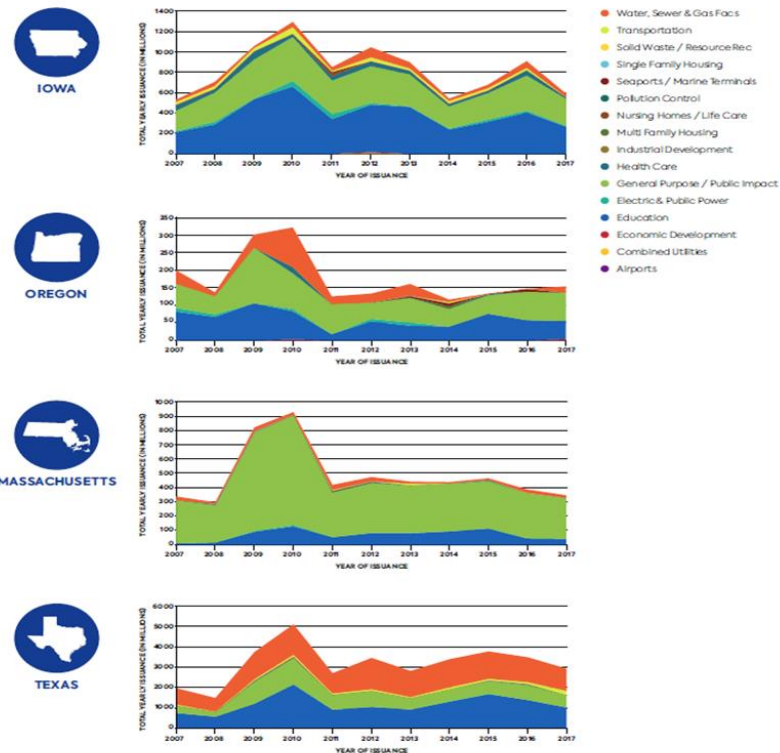 IOWA
TOTAL YEARLY ISSUANCE (IN MILLIONS)
1400
1200
1000
800
600
400
200
0
2007 2008 2009 2010 2011 2012 2013 2014 2015 2016 2017
YEAR OF ISSUANCE
Water, Sewer & Gas Facs
Transportation
Solid Waste / Resource Rec
Single Family Housing
Seaports / Marine Terminals
Pollution Control
Nursing Homes / Life Care
Multi Family Housing
Industrial Development
Health Care
General Purpose / Public Impact
Electric & Public Power
Education
Economic Development
Combined Utilities
Airports
OREGON
TOTAL YEARLY ISSUANCE (IN MILLIONS)
350
300
250
200
150
100
50
0
2007 2008 2009 2010 2011 2012 2013 2014 2015 2016 2017
YEAR OF ISSUANCE
MASSACHUSETTS
TOTAL YEARLY ISSUANCE (IN MILLIONS)
1000
900
800
700
600
500
400
300
200
100
0
2007 2008 2009 2010 2011 2012 2013 2014 2015 2016 2017
YEAR OF ISSUANCE
TEXAS
TOTAL YEARLY ISSUANCE (IN MILLIONS)
6000
5000
4000
3000
2000
1000
0
2007 2008 2009 2010 2011 2012 2013 2014 2015 2016 2017
YEAR OF ISSUANCE